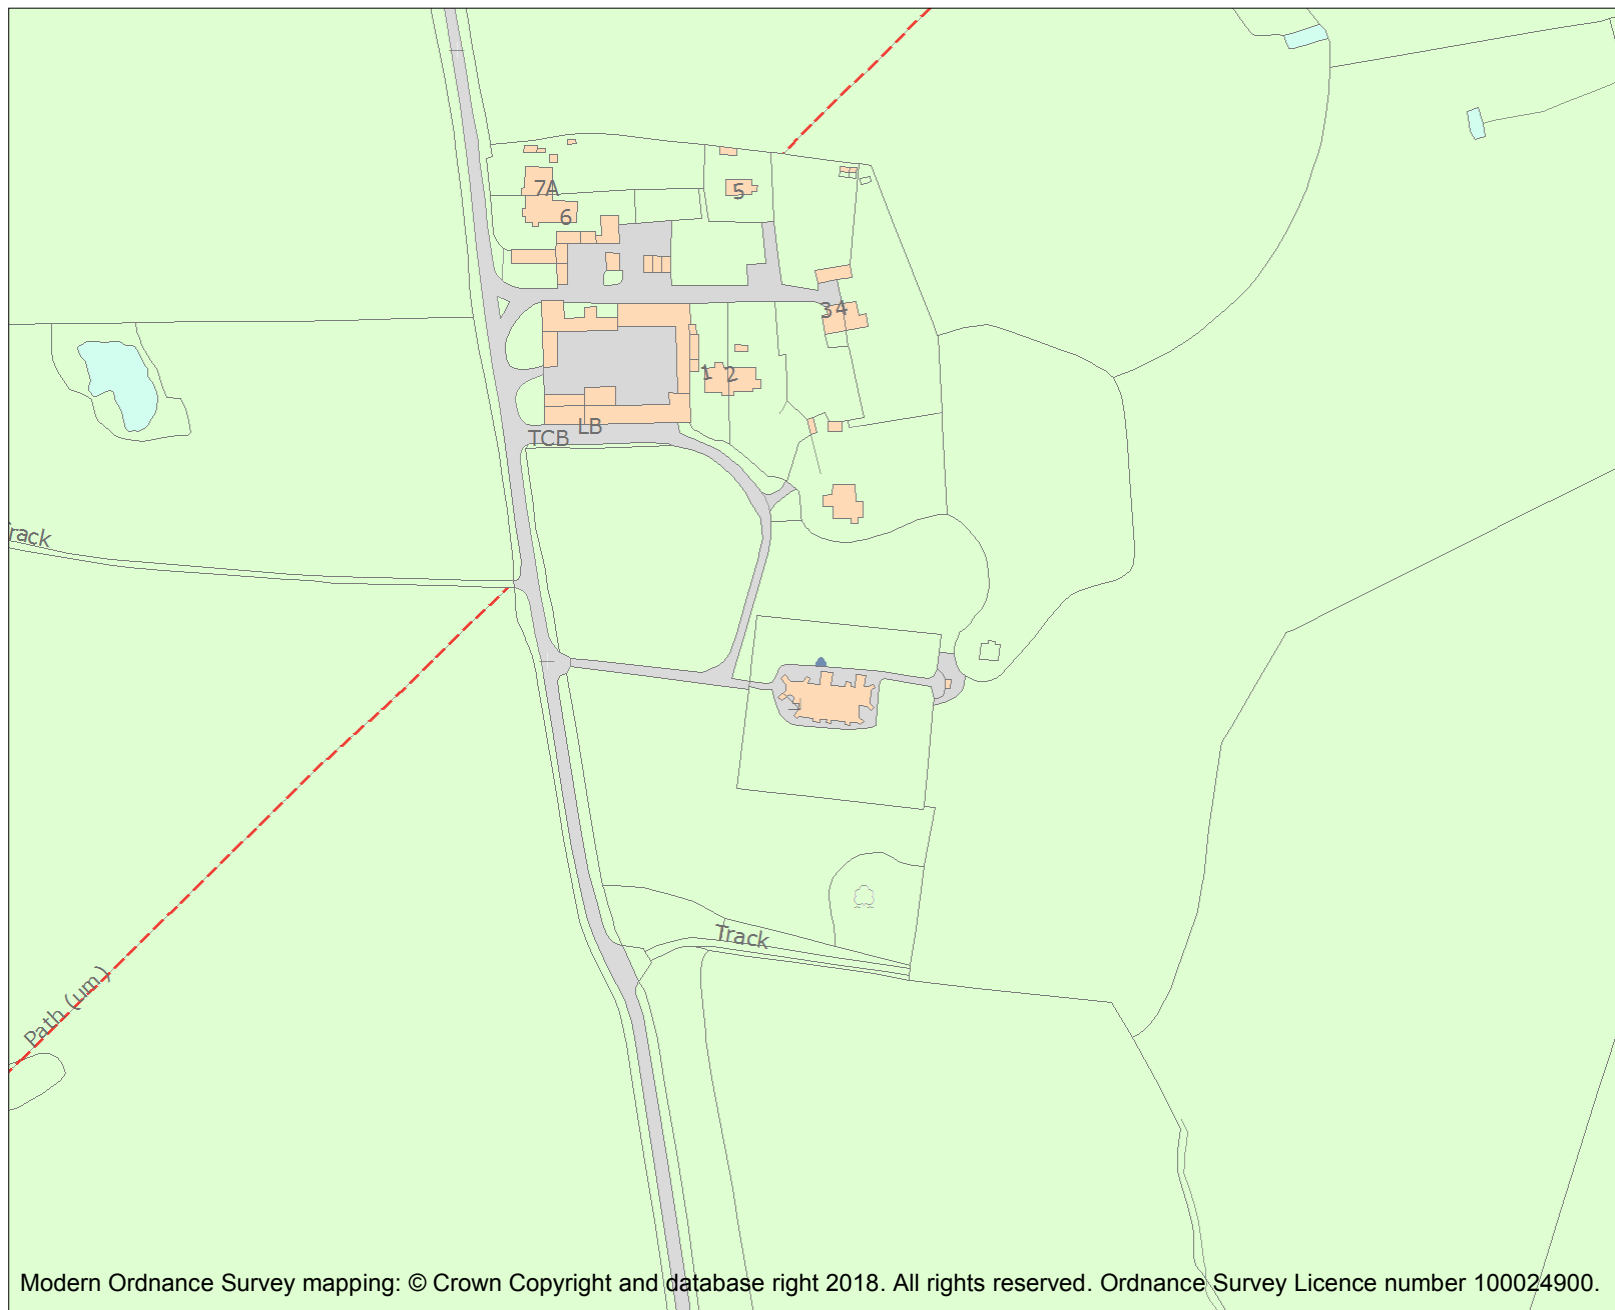 7A
5
6
3 4
1 2
LB
TCB
rack
Track
Path (um)
Modern Ordnance Survey mapping: © Crown Copyright and database right 2018. All rights reserved. Ordnance Survey Licence number 100024900.